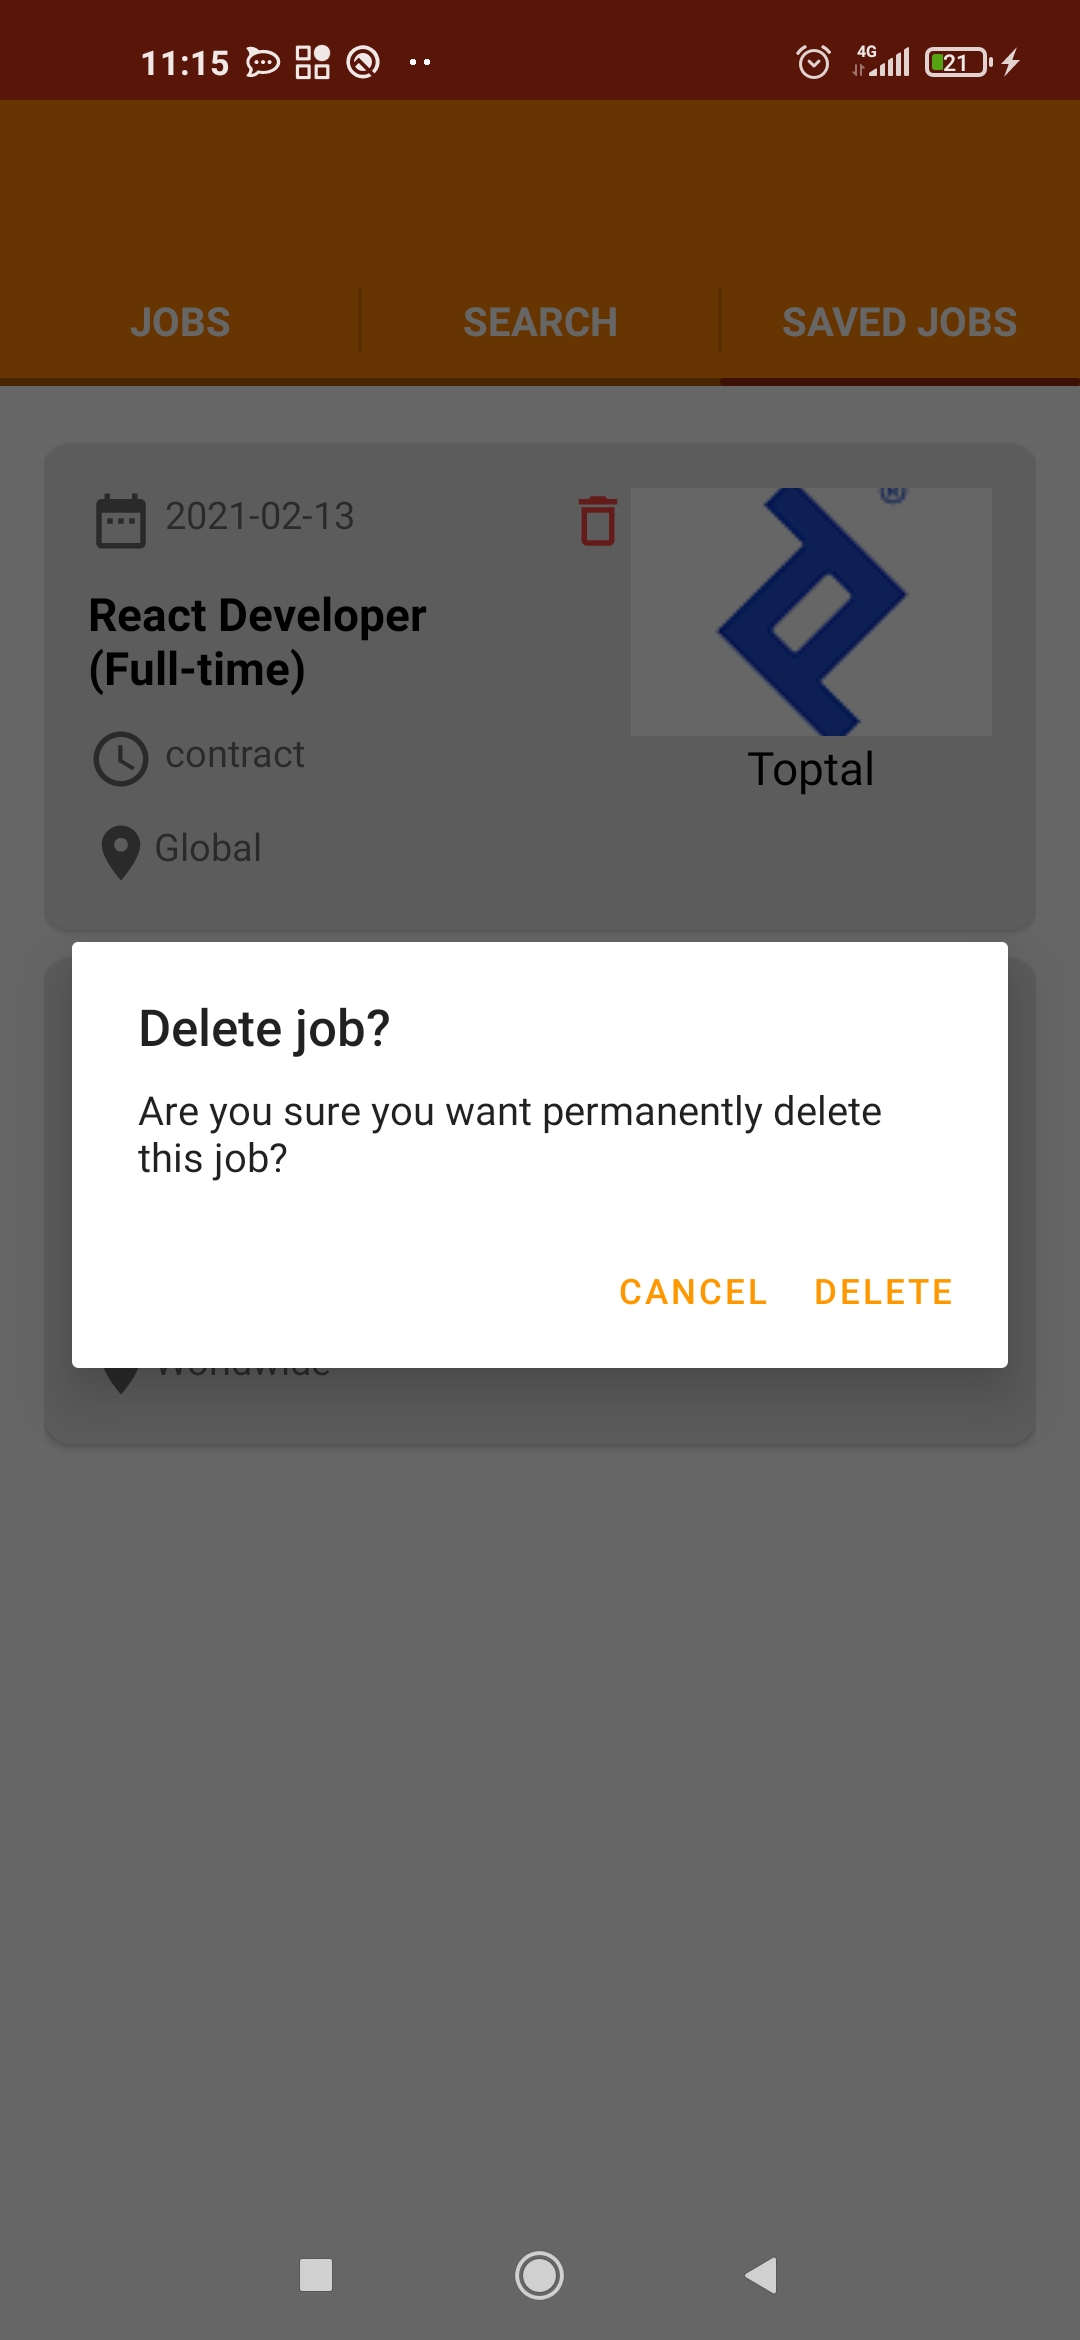 11:15
4G
21
JOBS
SEARCH
SAVED JOBS
2021-02-13
®
React Developer
(Full-time)
contract
Toptal
Global
Delete job?
Are you sure you want permanently delete
this job?
CANCEL
DELETE
Worldwide